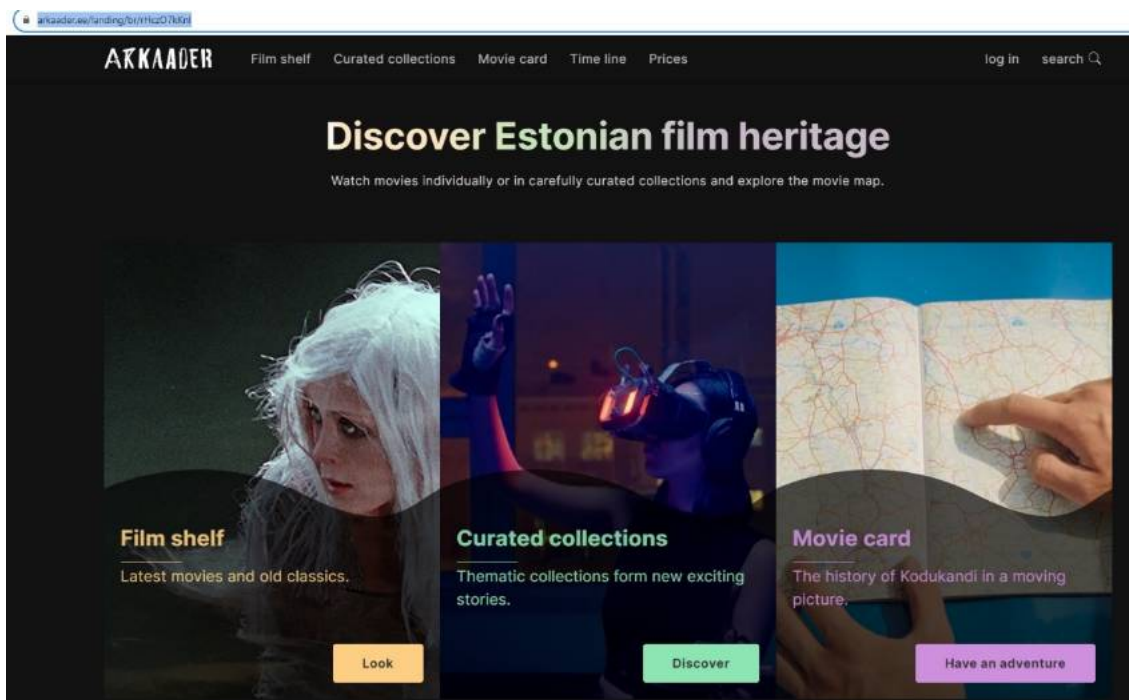 ARKAADER Film shelf Curated collections Movie card Time line Prices log in search
Discover Estonian film heritage
Watch movies individually or in carefully curated collections and explore the movie map.
Film shelf
Latest movies and old classics.
Look
Curated collections
Thematic collections form new exciting
stories.
Discover
Movie card
The history of Kodukandi in a moving
picture.
Have an adventure